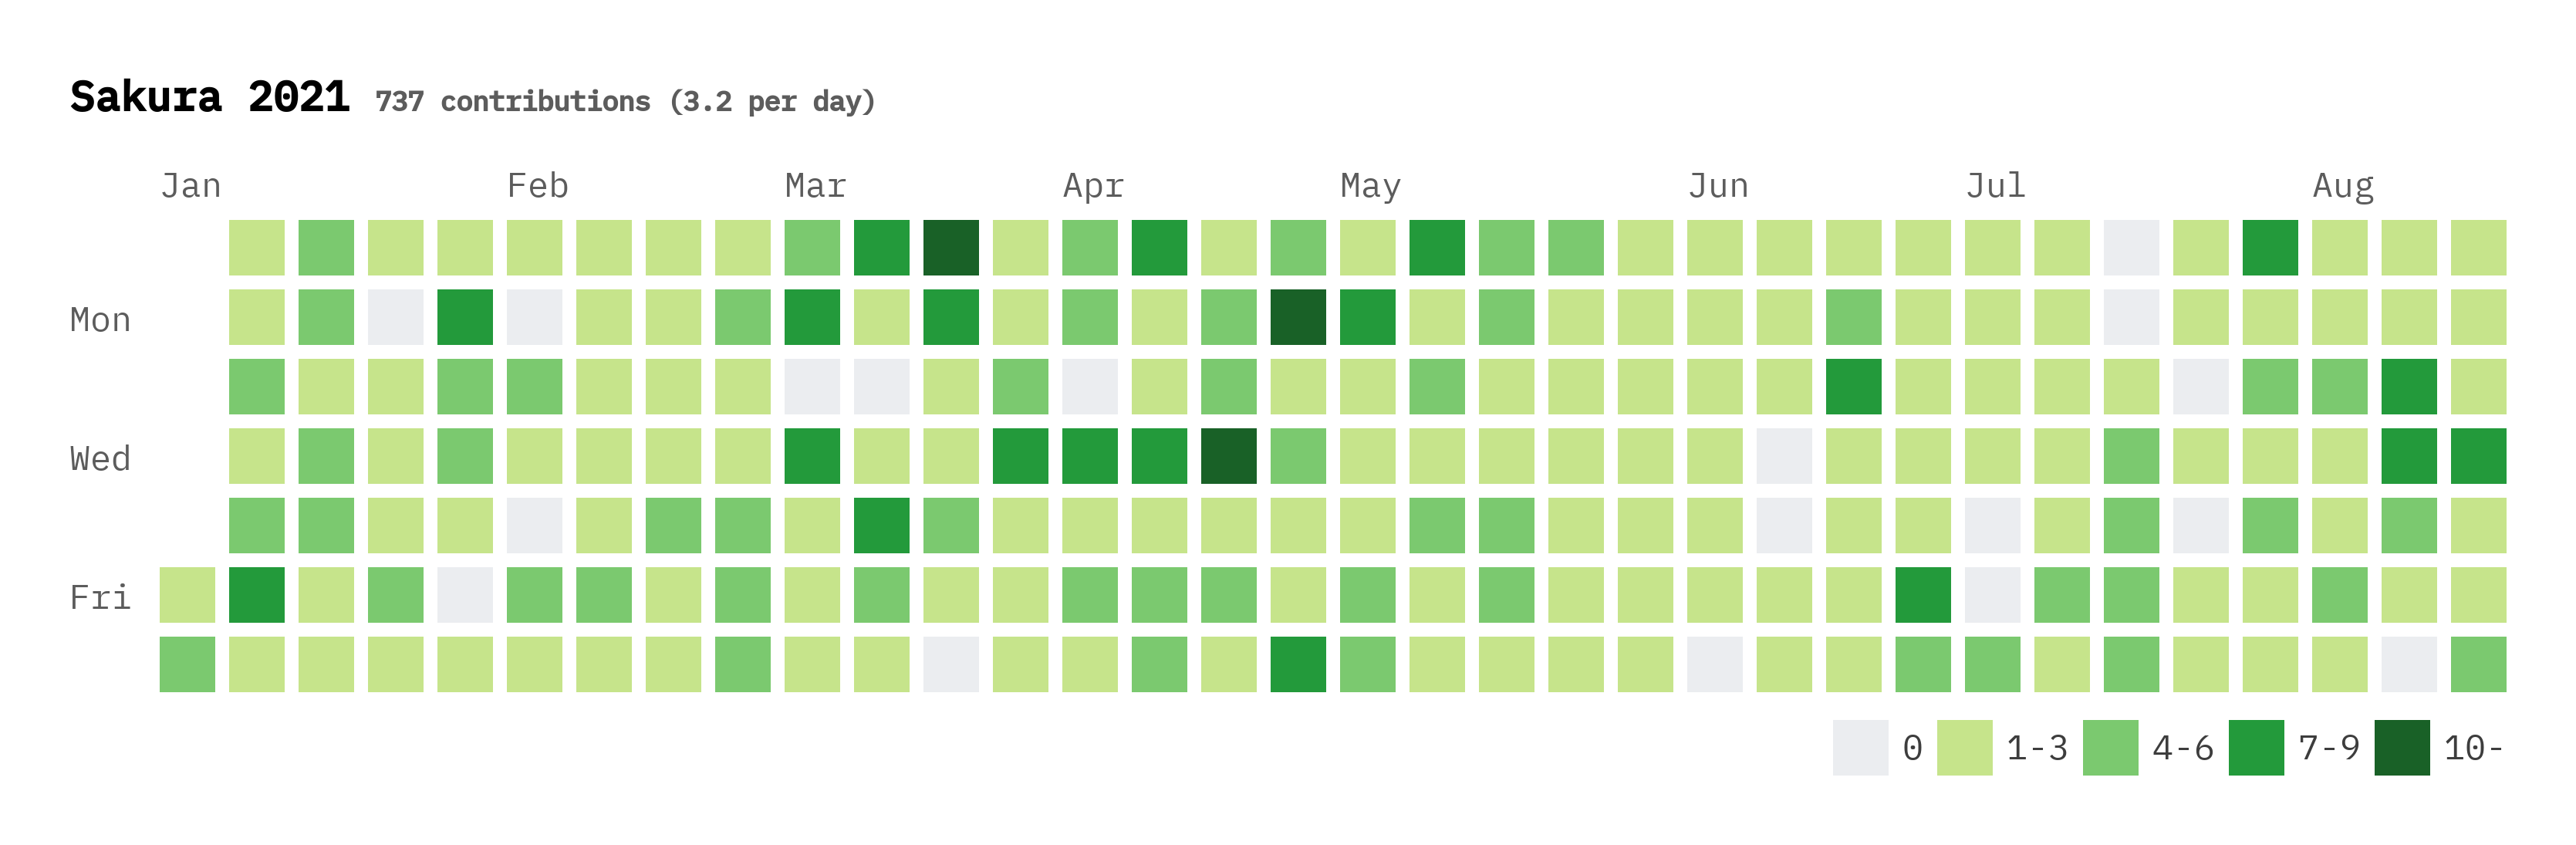 Sakura 2021 737 contributions (3.2 per day)
Jan Feb Mar Apr May Jun Jul Aug
Mon
Wed
Fri
0 1-3 4-6 7-9 10-